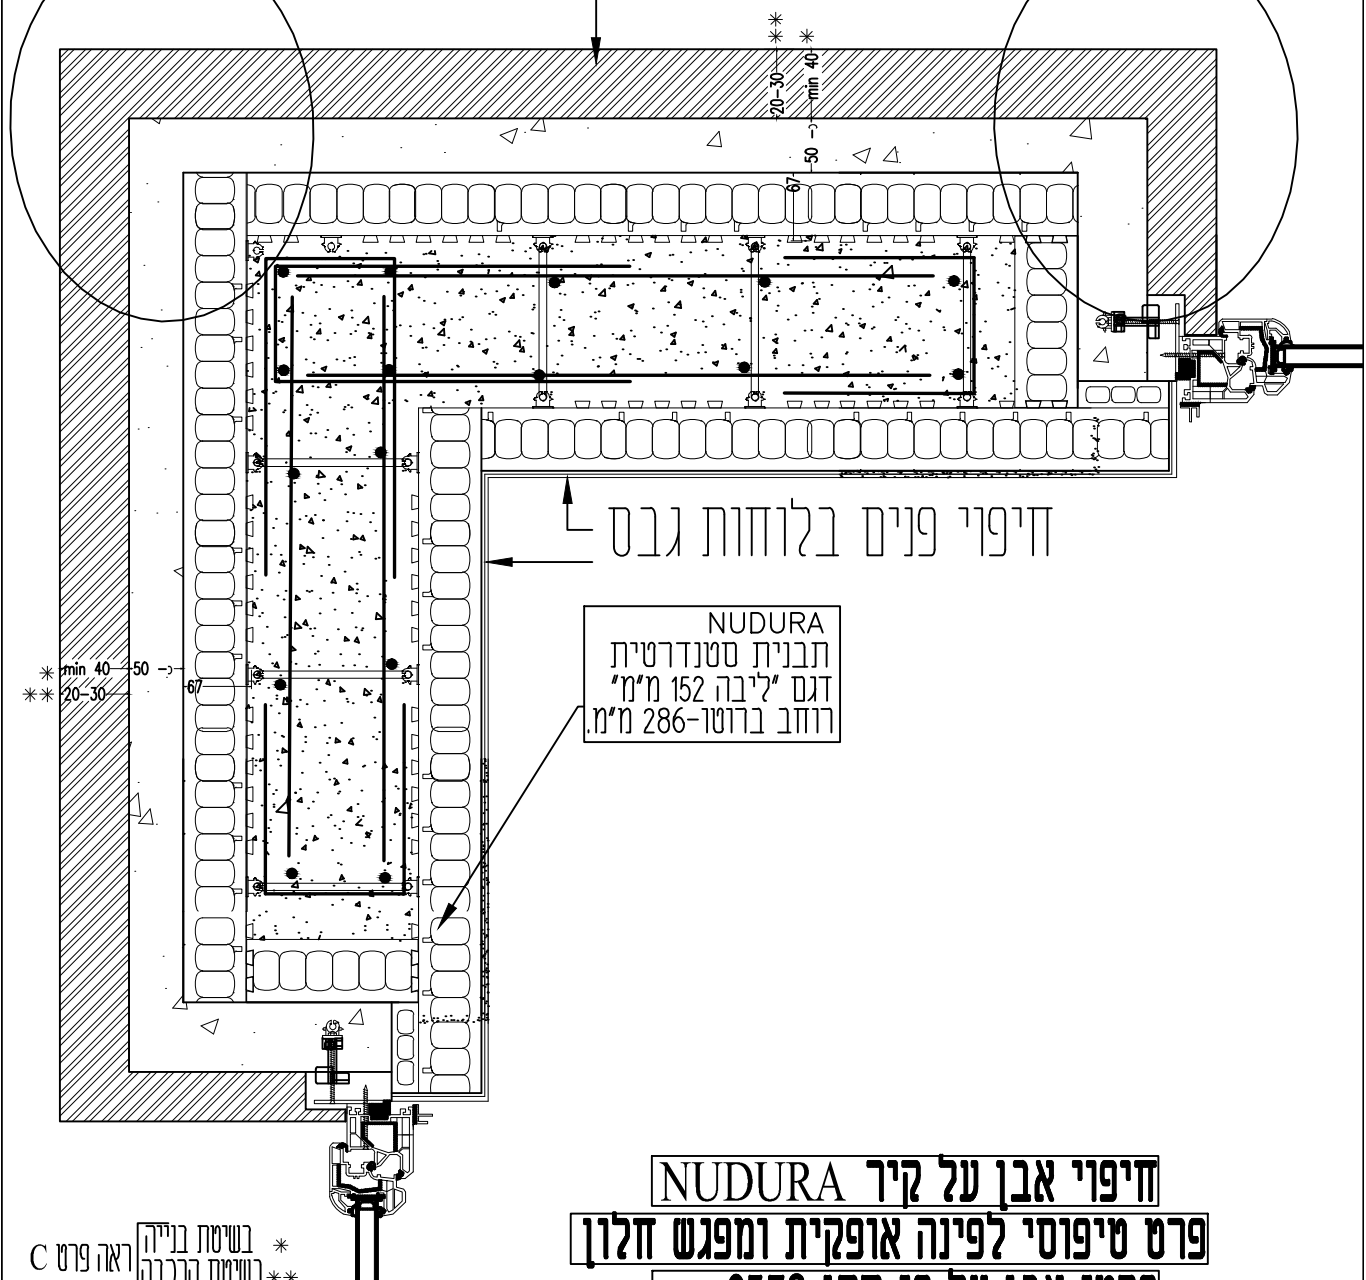 **
*
20-30
min 40
כ- 50
67
חיפוי פנים בלוחות גבס
NUDURA
תבנית סטנדרטית
דגם "ליבה 152 מ"מ"
רוחב ברוטו-286 מ"מ.
* min 40 כ- 50
** 20-30
67
חיפוי אבן על קיר NUDURA
פרט טיפוסי לפינה אופקית ומפגש חלון
* בשיטת בנייה
** בשיטת הרכבה
ראה פרט C